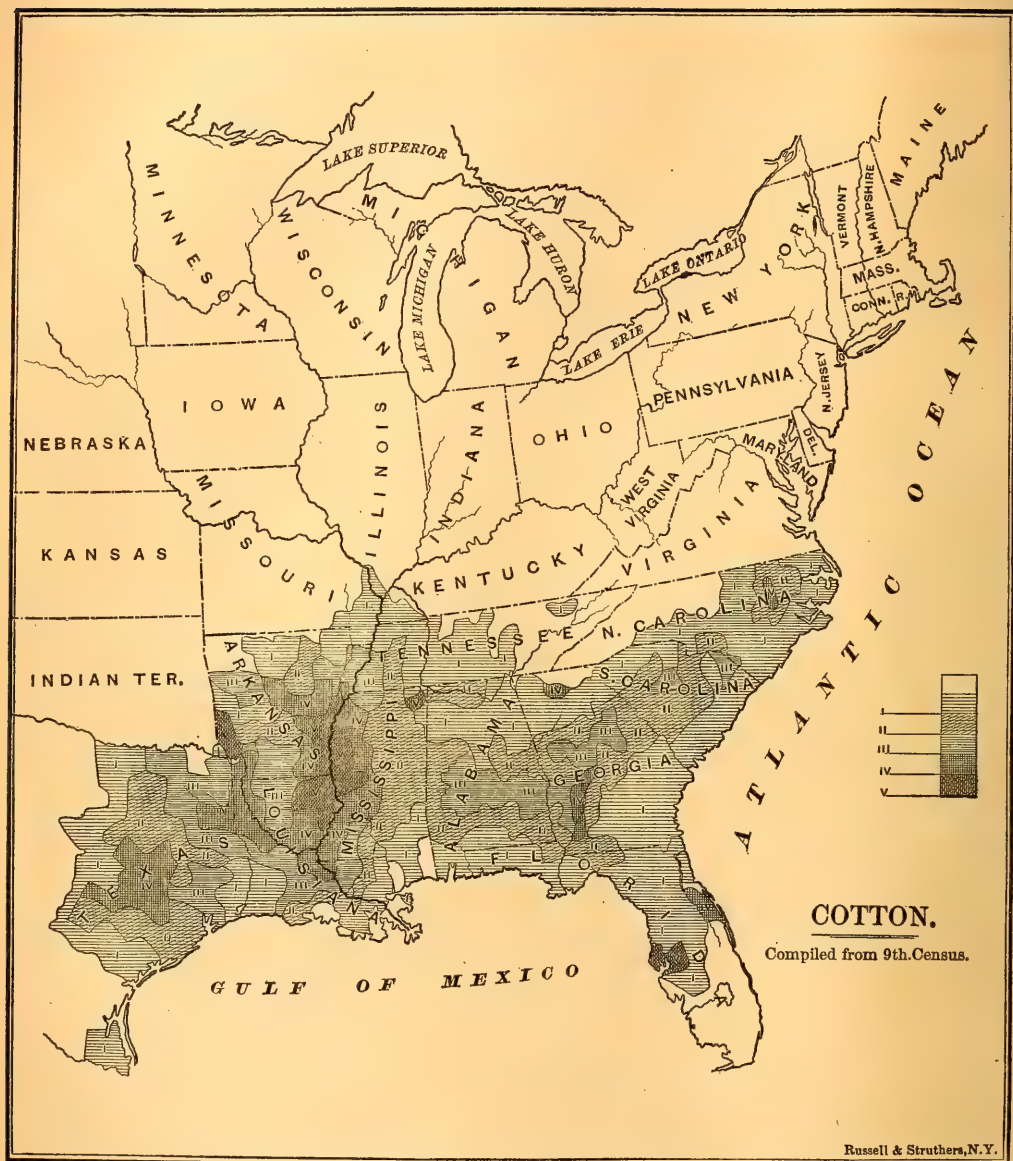 LAKE SUPERIOR
MINNESOTA
WISCONSIN
MICHIGAN
LAKE MICHIGAN
LAKE HURON
LAKE ONTARIO
LAKE ERIE
NEW YORK
VERMONT
N. HAMPSHIRE
MAINE
MASS.
CONN.
PENNSYLVANIA
N. JERSEY
IOWA
ILLINOIS
INDIANA
OHIO
NEBRASKA
MARYLAND
DEL.
WEST VIRGINIA
VIRGINIA
MISSOURI
KANSAS
KENTUCKY
TENNESSEE
N. CAROLINA
INDIAN TER.
ARKANSAS
S. CAROLINA
MISSISSIPPI
ALABAMA
GEORGIA
LOUISIANA
TEXAS
FLORIDA
ATLANTIC OCEAN
GULF OF MEXICO
I
II
III
IV
V
COTTON.
Compiled from 9th. Census.
Russell & Struthers, N.Y.